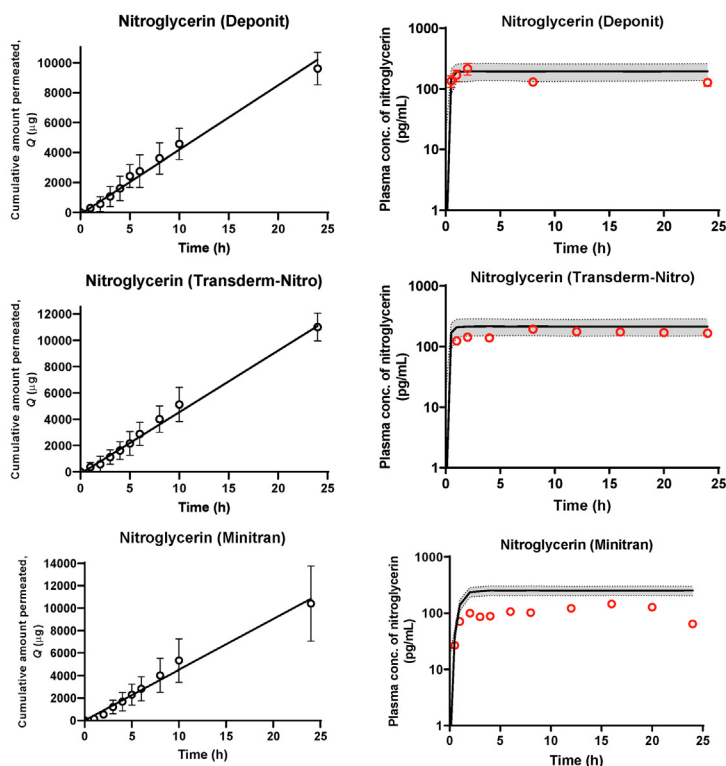 Nitroglycerin (Deponit)
Cumulative amount permeated,
Q (µg)
10000
8000
6000
4000
2000
0
0 5 10 15 20 25
Time (h)
Nitroglycerin (Deponit)
Plasma conc. of nitroglycerin
(pg/mL)
1000
100
10
1
0 5 10 15 20 25
Time (h)
Nitroglycerin (Transderm-Nitro)
Cumulative amount permeated,
Q (µg)
12000
10000
8000
6000
4000
2000
0
0 5 10 15 20 25
Time (h)
Nitroglycerin (Transderm-Nitro)
Plasma conc. of nitroglycerin
(pg/mL)
1000
100
10
1
0 5 10 15 20 25
Time (h)
Nitroglycerin (Minitran)
Cumulative amount permeated,
Q (µg)
14000
12000
10000
8000
6000
4000
2000
0
0 5 10 15 20 25
Time (h)
Nitroglycerin (Minitran)
Plasma conc. of nitroglycerin
(pg/mL)
1000
100
10
1
0 5 10 15 20 25
Time (h)